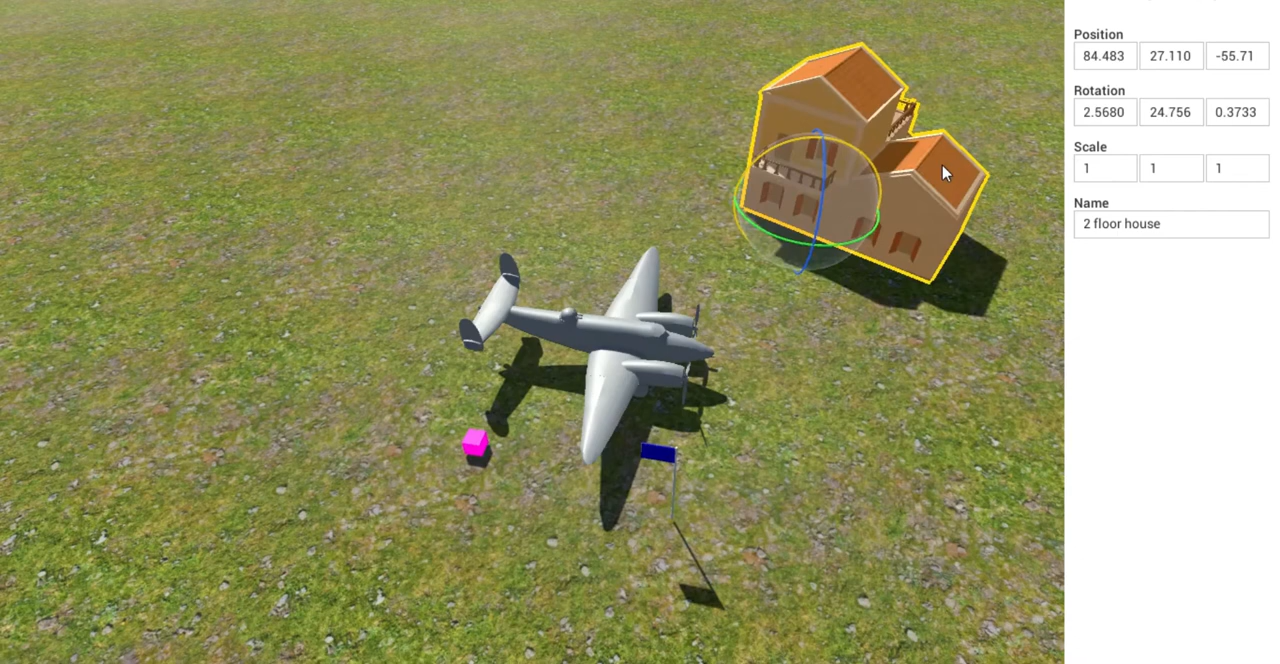 Position
84.483 27.110 -55.71
Rotation
2.5680 24.756 0.3733
Scale
1 1 1
Name
2 floor house